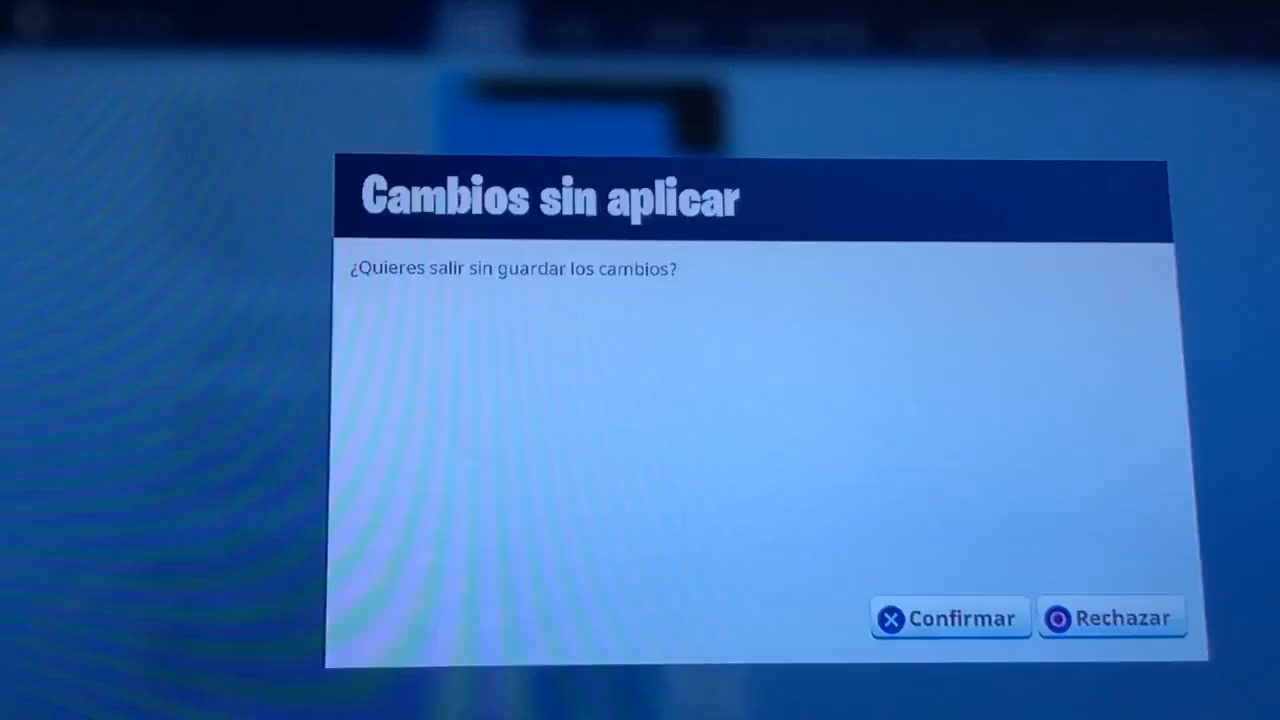 Cambios sin aplicar
¿Quieres salir sin guardar los cambios?
Confirmar
Rechazar